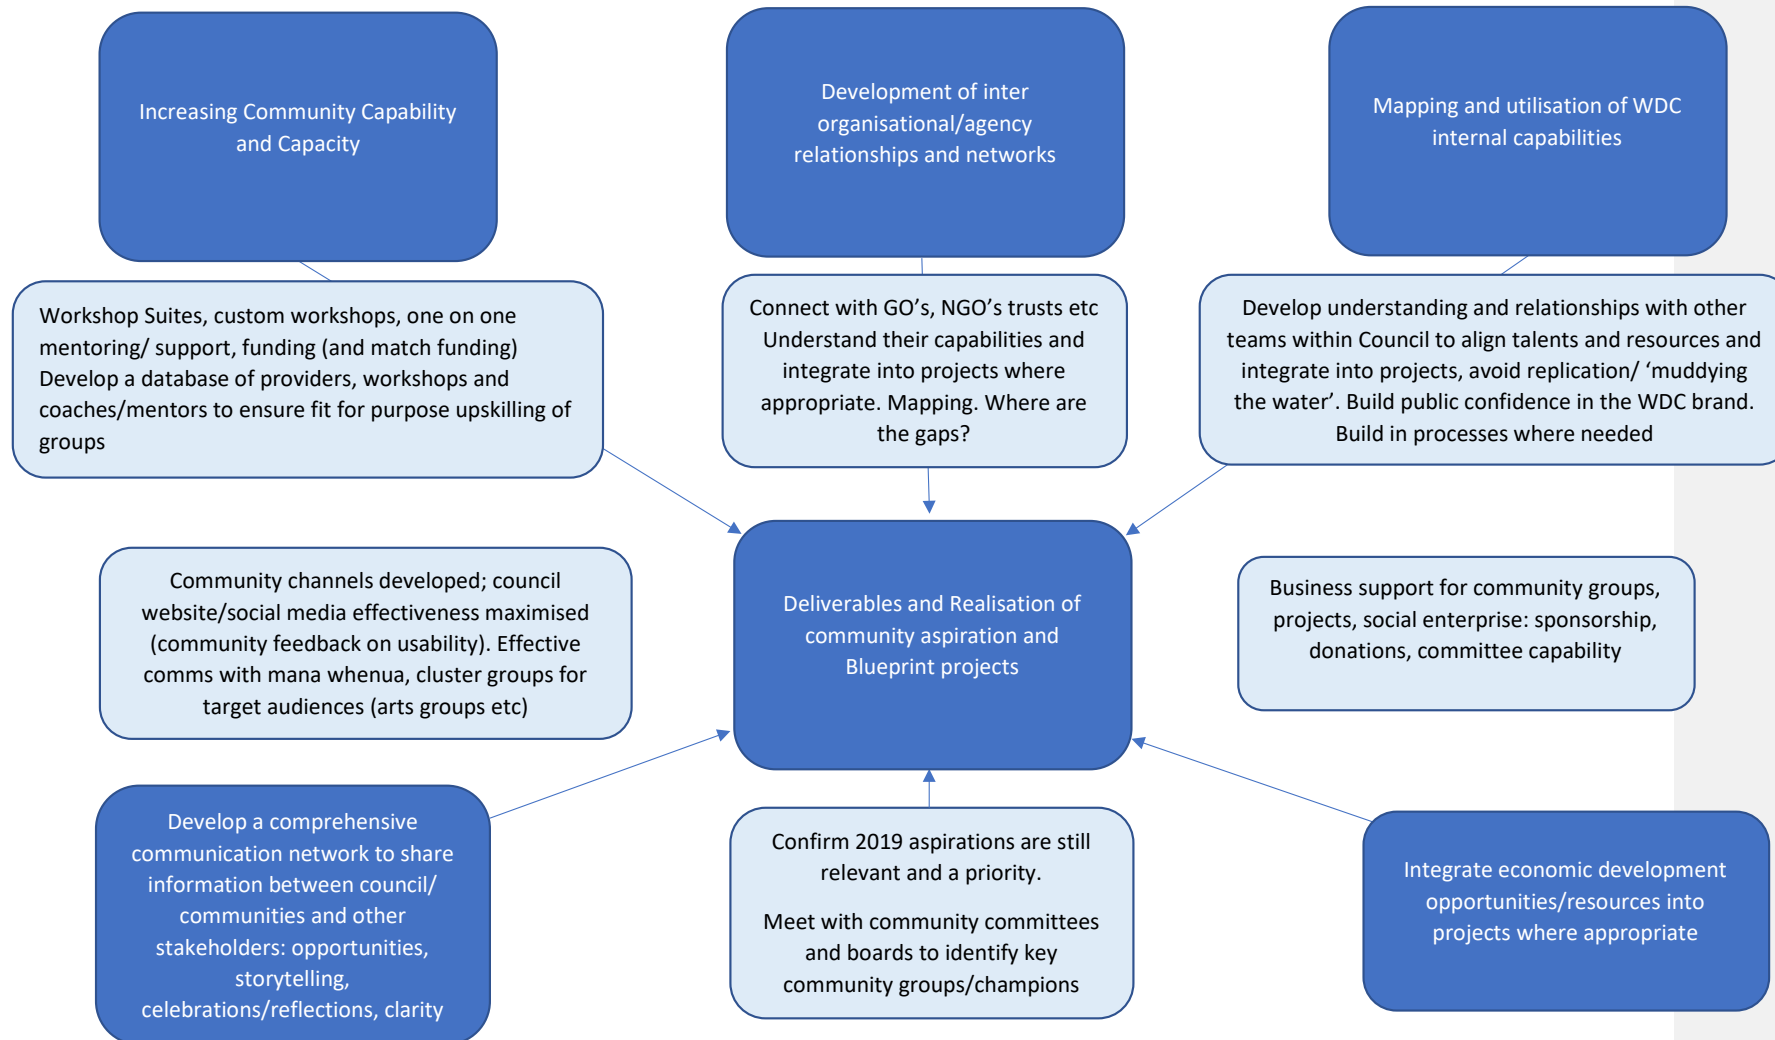 Increasing Community Capability
and Capacity
Development of inter
organisational/agency
relationships and networks
Mapping and utilisation of WDC
internal capabilities
Workshop Suites, custom workshops, one on one
mentoring/ support, funding (and match funding)
Develop a database of providers, workshops and
coaches/mentors to ensure fit for purpose upskilling of
groups
Connect with GO’s, NGO’s trusts etc
Understand their capabilities and
integrate into projects where
appropriate. Mapping. Where are
the gaps?
Develop understanding and relationships with other
teams within Council to align talents and resources and
integrate into projects, avoid replication/ ‘muddying
the water’. Build public confidence in the WDC brand.
Build in processes where needed
Community channels developed; council
website/social media effectiveness maximised
(community feedback on usability). Effective
comms with mana whenua, cluster groups for
target audiences (arts groups etc)
Deliverables and Realisation of
community aspiration and
Blueprint projects
Business support for community groups,
projects, social enterprise: sponsorship,
donations, committee capability
Develop a comprehensive
communication network to share
information between council/
communities and other
stakeholders: opportunities,
storytelling,
celebrations/reflections, clarity
Confirm 2019 aspirations are still
relevant and a priority.
Meet with community committees
and boards to identify key
community groups/champions
Integrate economic development
opportunities/resources into
projects where appropriate